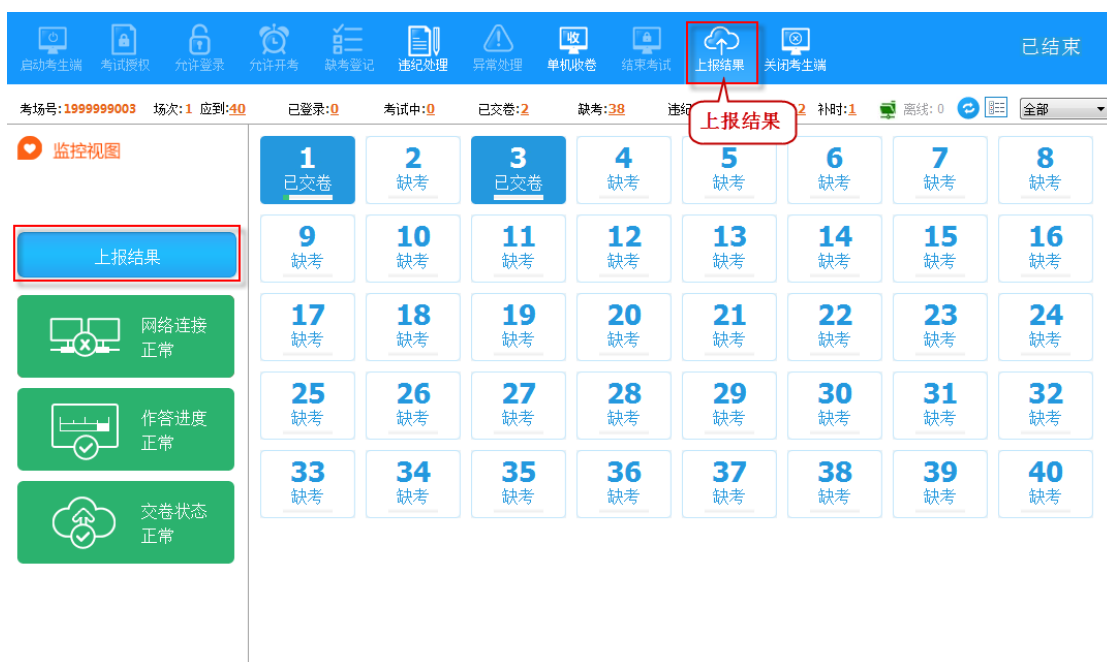 启动考生端 考试授权 允许登录 允许开考 缺考登记 违纪处理 异常处理 单机收卷 结束考试 上报结果 关闭考生端 已结束
考场号:1999999003 场次:1 应到:40 已登录:0 考试中:0 已交卷:2 缺考:38 违纪 2 补时:1 离线: 0 全部
上报结果
监控视图
上报结果
网络连接
正常
作答进度
正常
交卷状态
正常
1 2 3 4 5 6 7 8
已交卷 缺考 已交卷 缺考 缺考 缺考 缺考 缺考
9 10 11 12 13 14 15 16
缺考 缺考 缺考 缺考 缺考 缺考 缺考 缺考
17 18 19 20 21 22 23 24
缺考 缺考 缺考 缺考 缺考 缺考 缺考 缺考
25 26 27 28 29 30 31 32
缺考 缺考 缺考 缺考 缺考 缺考 缺考 缺考
33 34 35 36 37 38 39 40
缺考 缺考 缺考 缺考 缺考 缺考 缺考 缺考